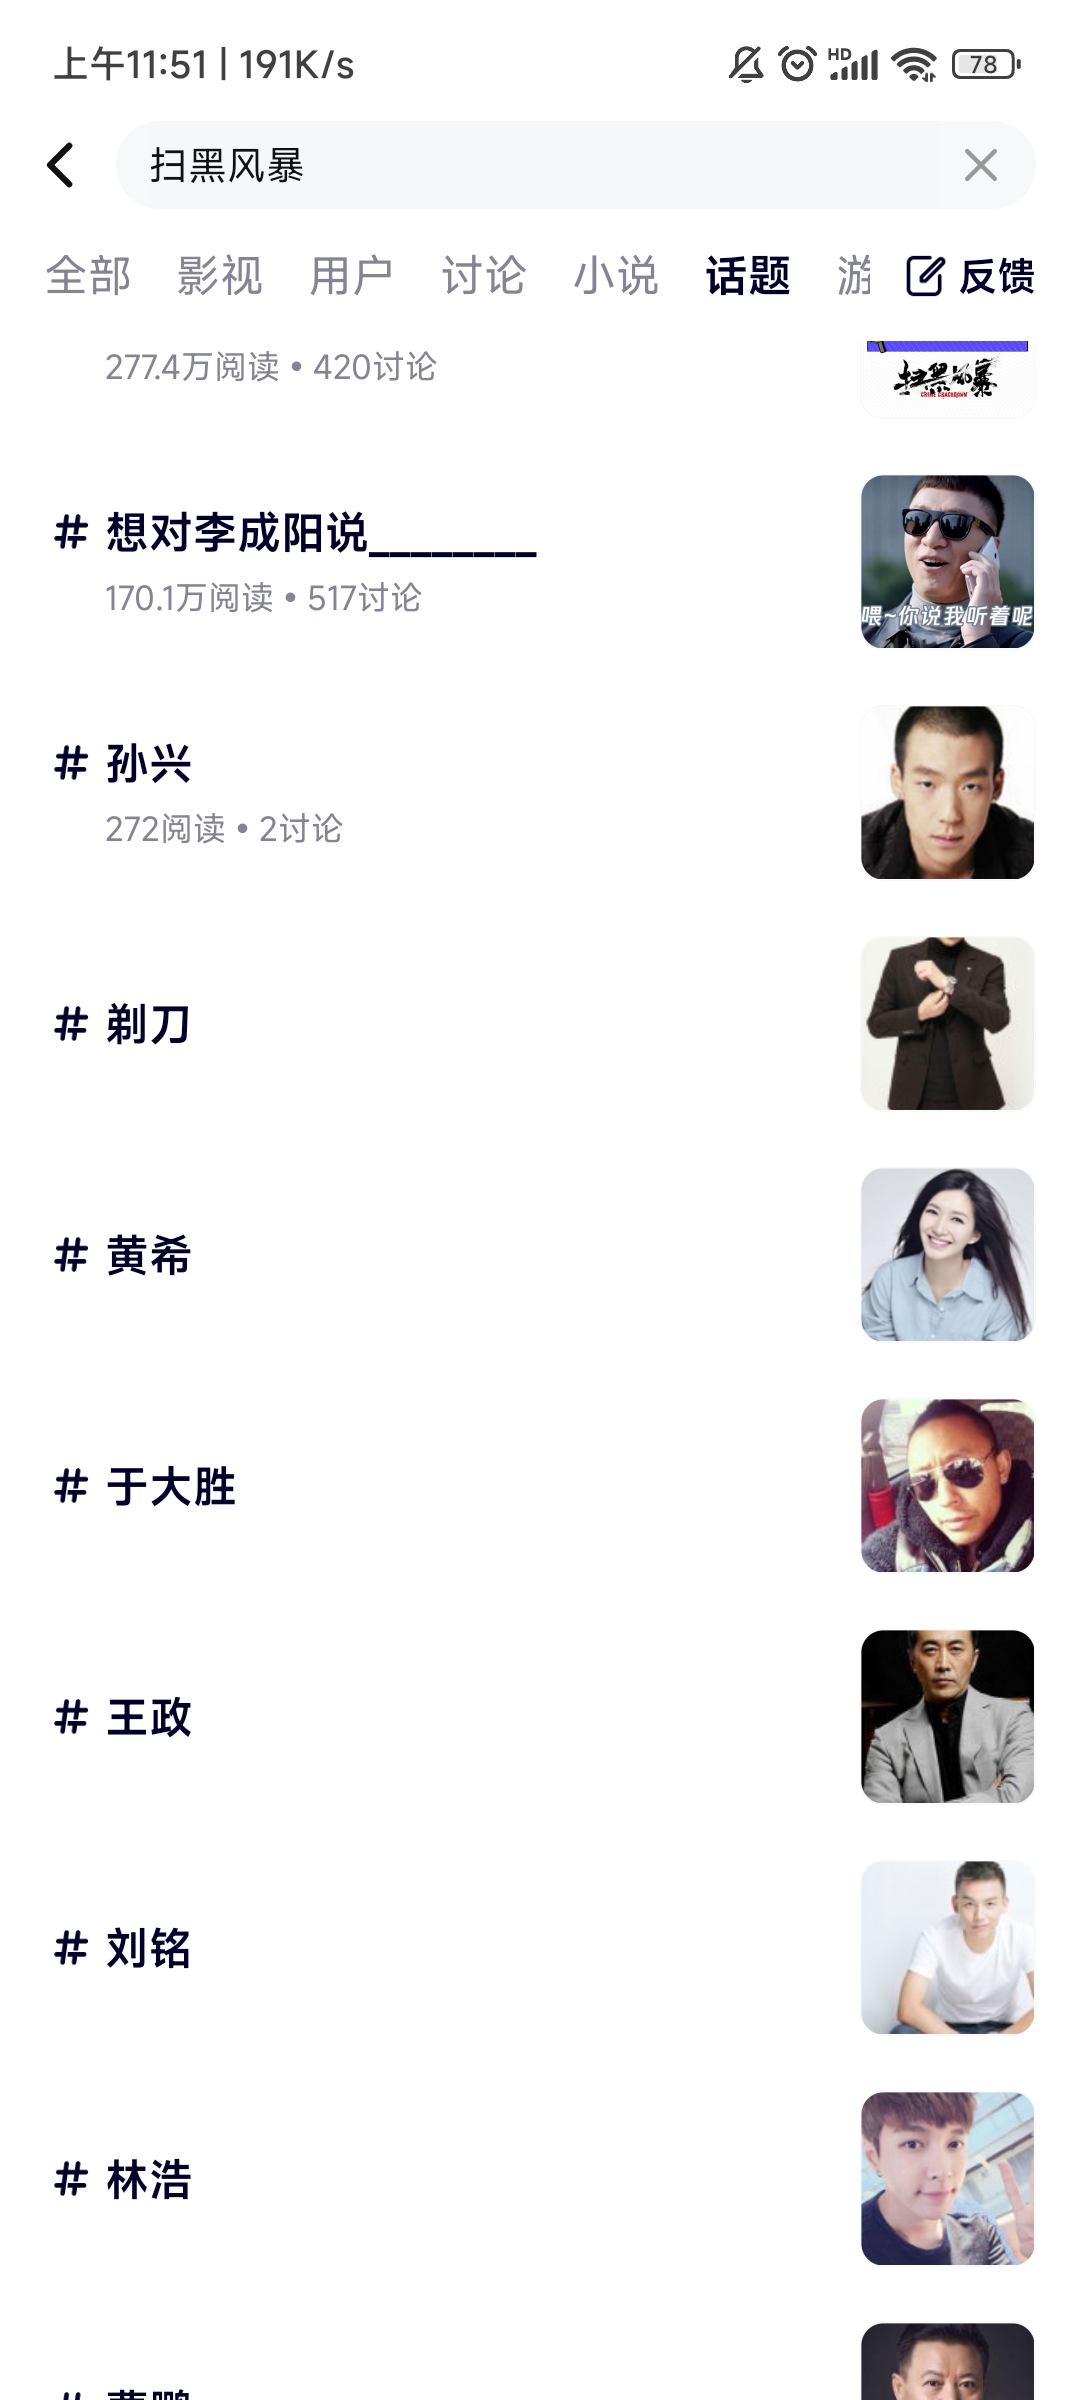 上午11:51 | 191K/s
HD
78
扫黑风暴
全部 影视 用户 讨论 小说 话题 游 反馈
277.4万阅读 • 420讨论
扫黑风暴
CRIME CRACKDOWN
# 想对李成阳说________
170.1万阅读 • 517讨论
喂~你说我听着呢
# 孙兴
272阅读 • 2讨论
# 剃刀
# 黄希
# 于大胜
# 王政
# 刘铭
# 林浩